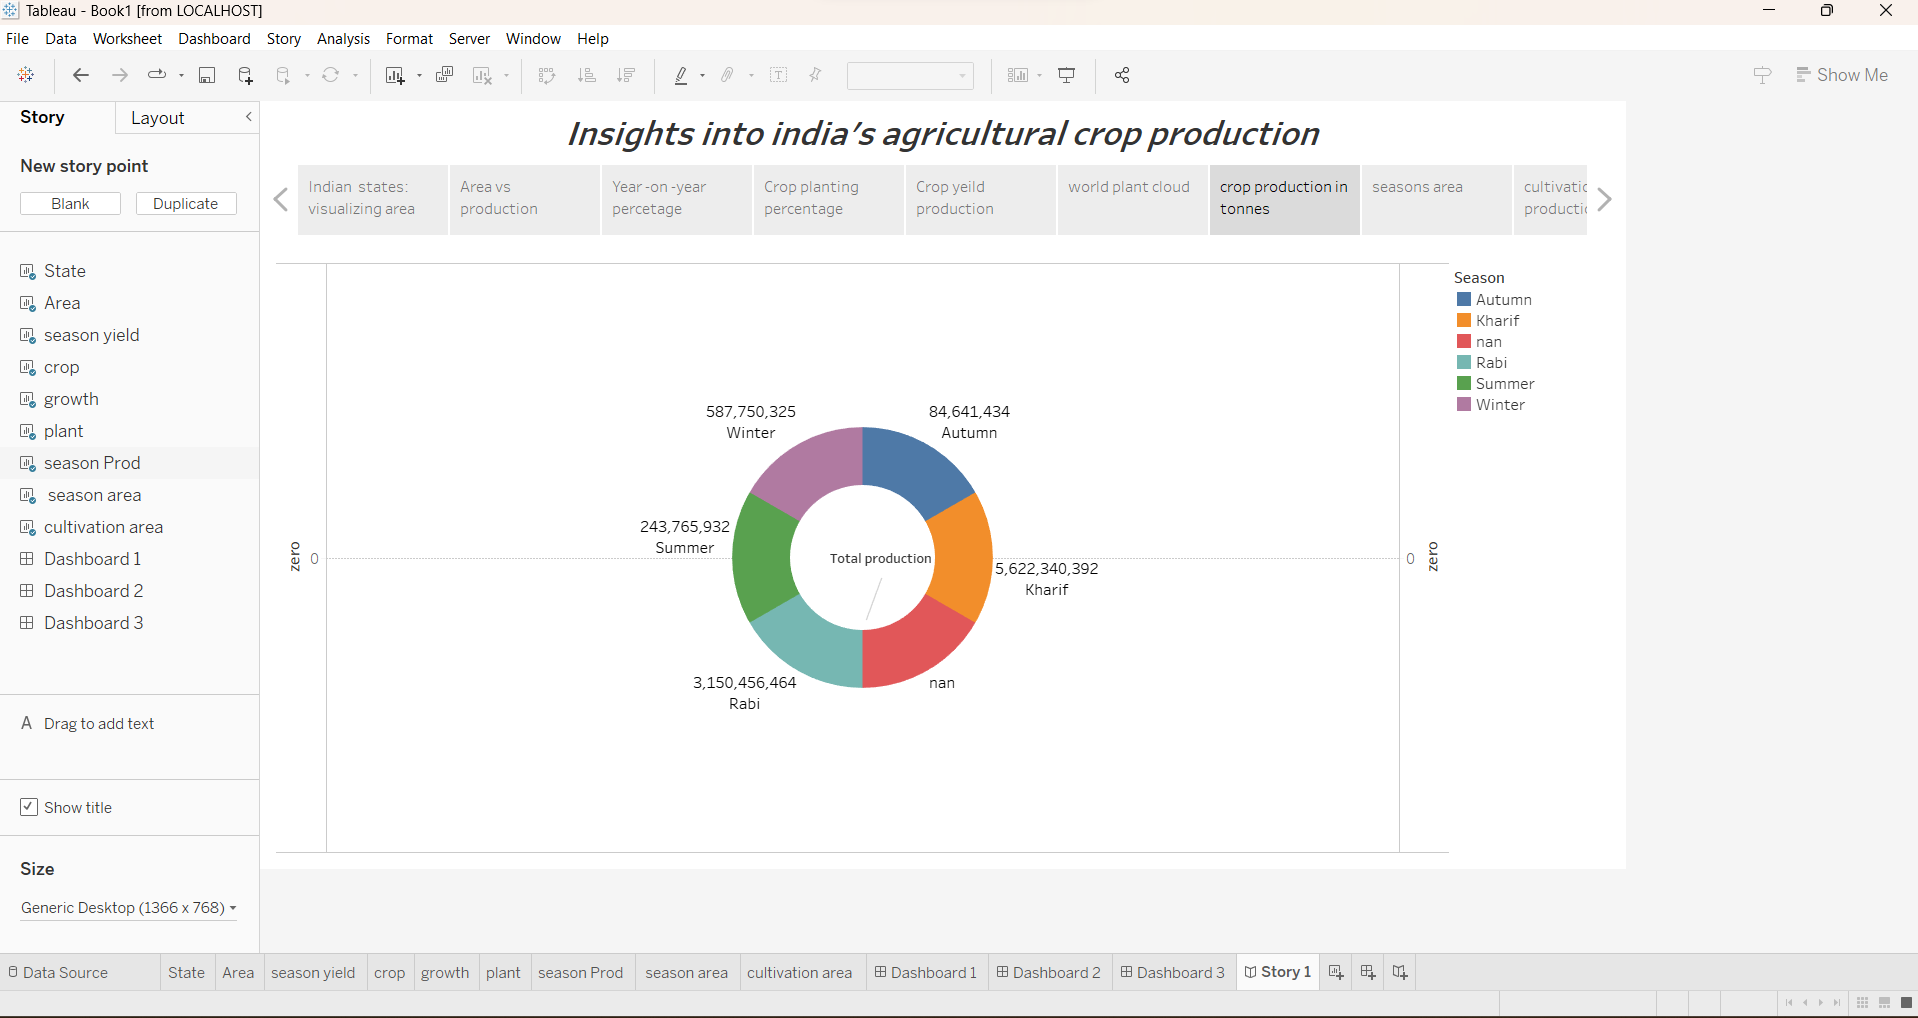 Tableau - Book1 [from LOCALHOST]
File Data Worksheet Dashboard Story Analysis Format Server Window Help
Show Me
Story Layout
New story point
Blank Duplicate
State
Area
season yield
crop
growth
plant
season Prod
season area
cultivation area
Dashboard 1
Dashboard 2
Dashboard 3
A Drag to add text
Show title
Size
Generic Desktop (1366 x 768)
Insights into india's agricultural crop production
Indian states:
visualizing area
Area vs
production
Year -on -year
percetage
Crop planting
percentage
Crop yeild
production
world plant cloud
crop production in
tonnes
seasons area
cultivatic
productic
zero
0
587,750,325
Winter
84,641,434
Autumn
243,765,932
Summer
Total production
5,622,340,392
Kharif
3,150,456,464
Rabi
nan
0
zero
Season
Autumn
Kharif
nan
Rabi
Summer
Winter
Data Source State Area season yield crop growth plant season Prod season area cultivation area Dashboard 1 Dashboard 2 Dashboard 3 Story 1